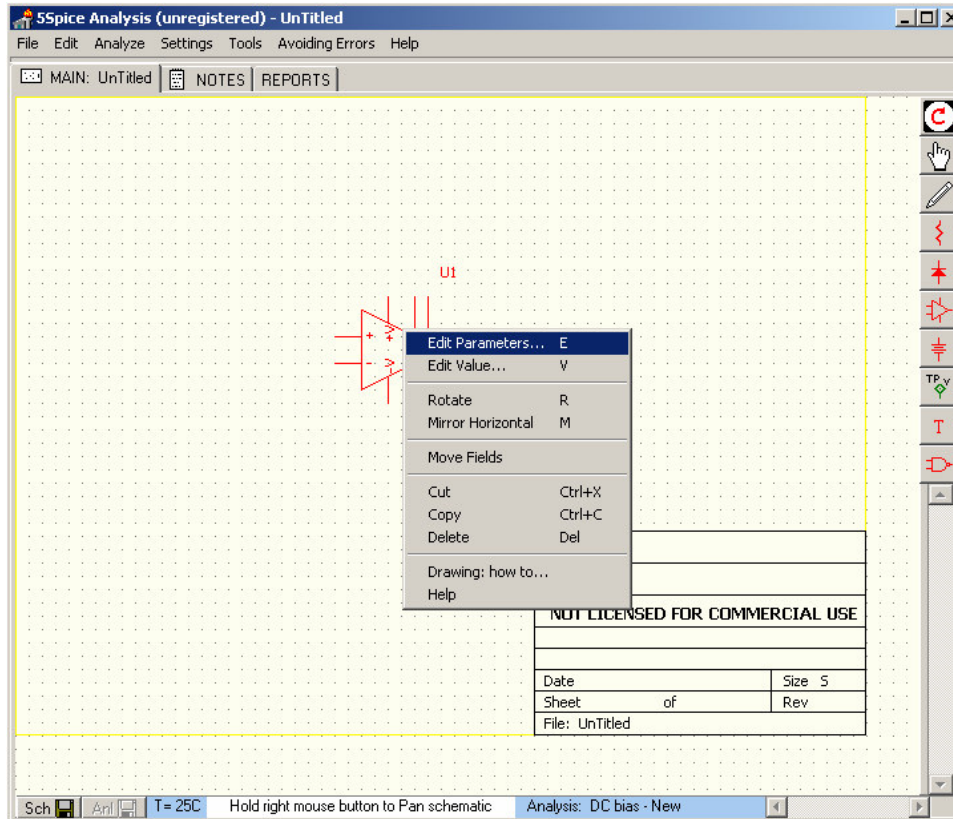 5Spice Analysis (unregistered) - UnTitled
File Edit Analyze Settings Tools Avoiding Errors Help
MAIN: UnTitled NOTES REPORTS
U1
Edit Parameters... E
Edit Value... V
Rotate R
Mirror Horizontal M
Move Fields
Cut Ctrl+X
Copy Ctrl+C
Delete Del
Drawing: how to...
Help
TP V
T
NOT LICENSED FOR COMMERCIAL USE
Date Size S
Sheet of Rev
File: UnTitled
Sch Anl T= 25C Hold right mouse button to Pan schematic Analysis: DC bias - New